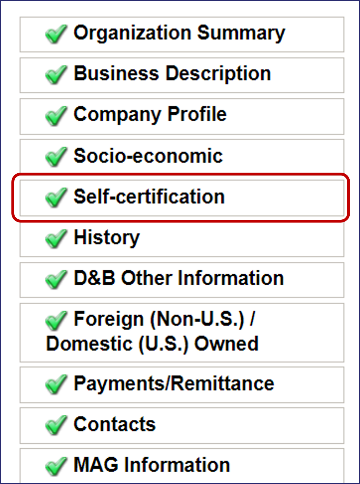 Organization Summary
Business Description
Company Profile
Socio-economic
Self-certification
History
D&B Other Information
Foreign (Non-U.S.) /
Domestic (U.S.) Owned
Payments/Remittance
Contacts
MAG Information